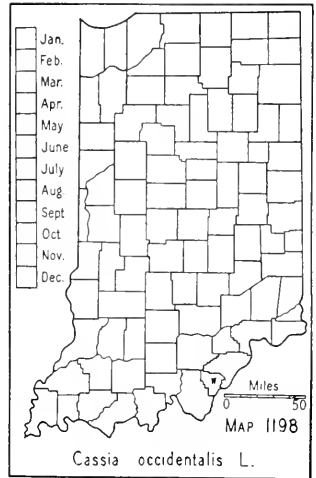 Jan.
Feb.
Mar.
Apr.
May
June
July
Aug
Sept
Oct
Nov.
Dec.
W
Miles
0 50
MAP 1198
Cassia occidentalis L.